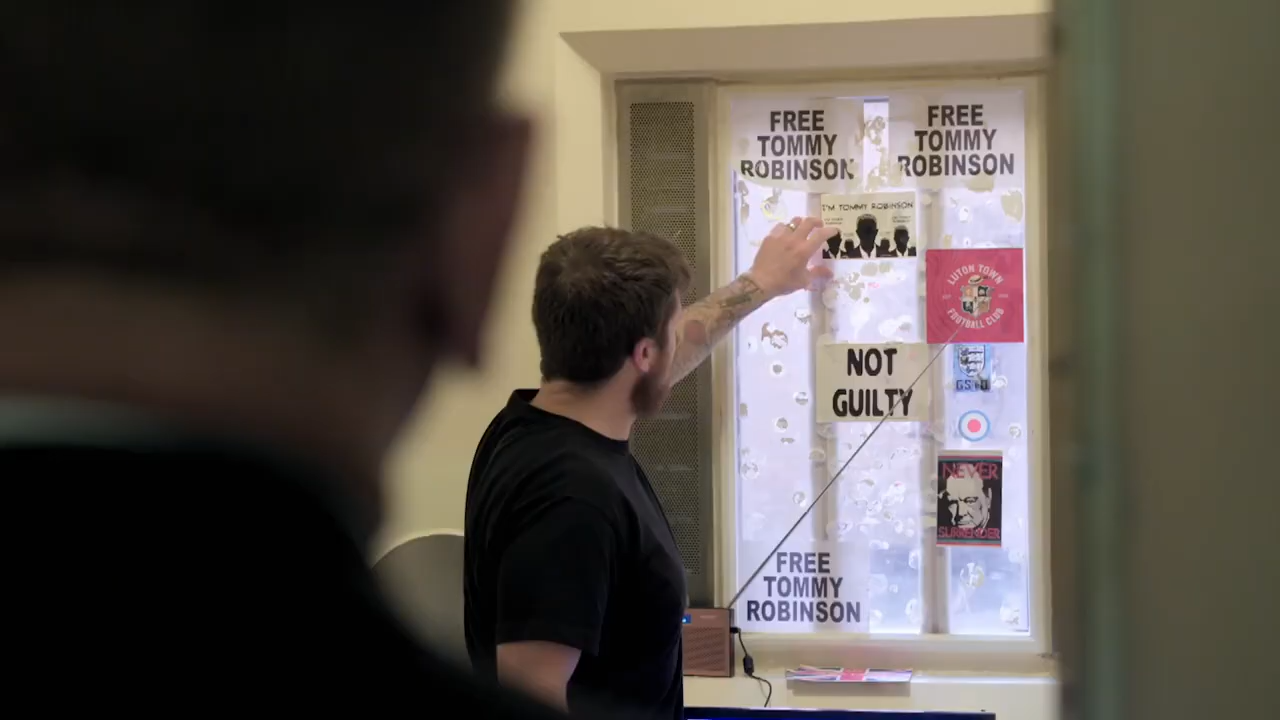 FREE
TOMMY
ROBINSON
FREE
TOMMY
ROBINSON
I'M TOMMY ROBINSON
LUTON TOWN
FOOTBALL CLUB
NOT
GUILTY
NEVER
SURRENDER
FREE
TOMMY
ROBINSON